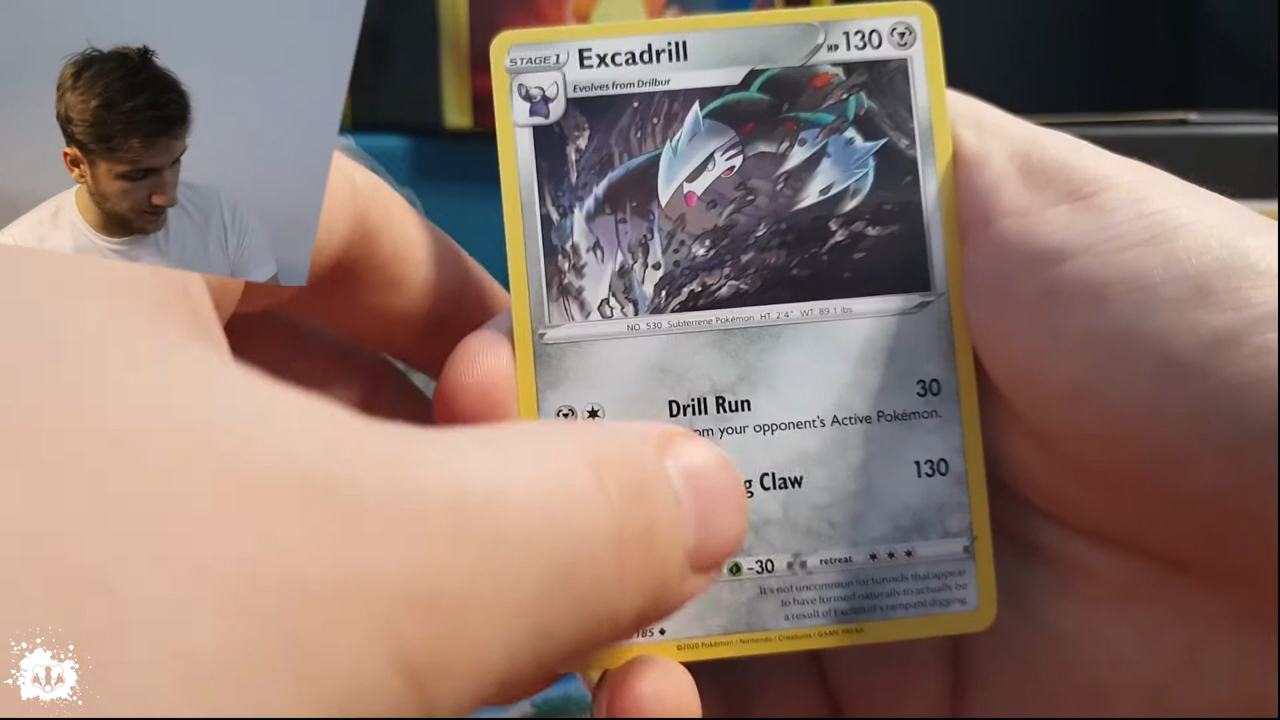 STAGE 1 Excadrill HP 130
Evolves from Drilbur
NO. 530 Subterrene Pokémon HT: 2'4" WT: 89.1 lbs
Drill Run 30
your opponent's Active Pokémon.
Claw 130
-30 retreat
It's not uncommon for tunnels that appear
to have formed naturally to actually be
a result of Excadrill's rampant digging.
185
©2020 Pokémon / Nintendo / Creatures / GAME FREAK